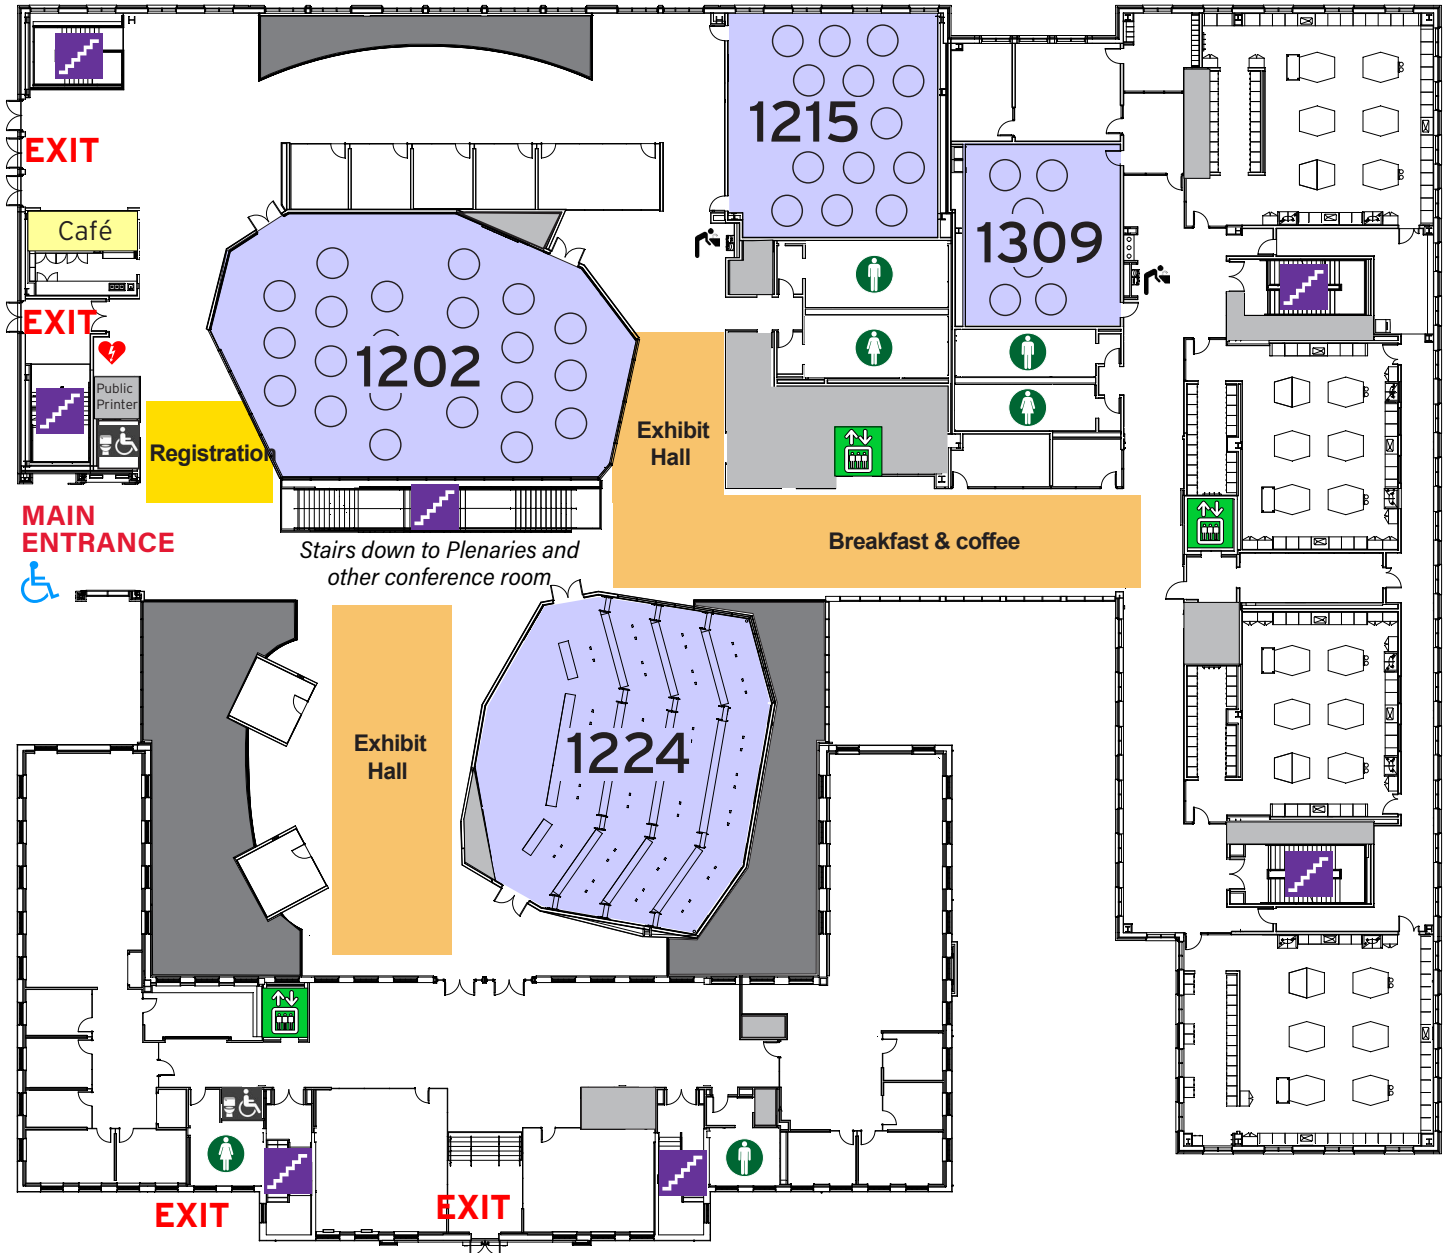 1215
EXIT
Café
1309
EXIT
1202
Public
Printer
Registration
Exhibit
Hall
MAIN
ENTRANCE
Breakfast & coffee
Stairs down to Plenaries and
other conference room
Exhibit
Hall
1224
EXIT
EXIT